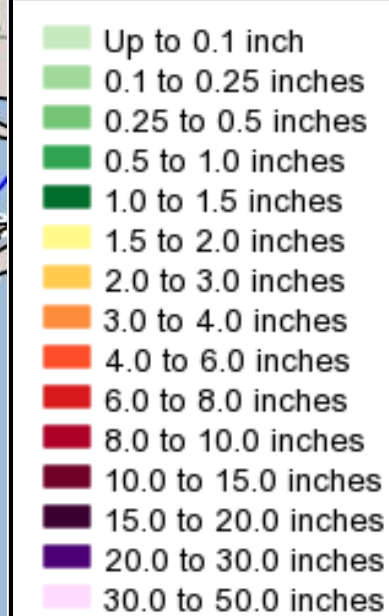 Up to 0.1 inch
0.1 to 0.25 inches
0.25 to 0.5 inches
0.5 to 1.0 inches
1.0 to 1.5 inches
1.5 to 2.0 inches
2.0 to 3.0 inches
3.0 to 4.0 inches
4.0 to 6.0 inches
6.0 to 8.0 inches
8.0 to 10.0 inches
10.0 to 15.0 inches
15.0 to 20.0 inches
20.0 to 30.0 inches
30.0 to 50.0 inches